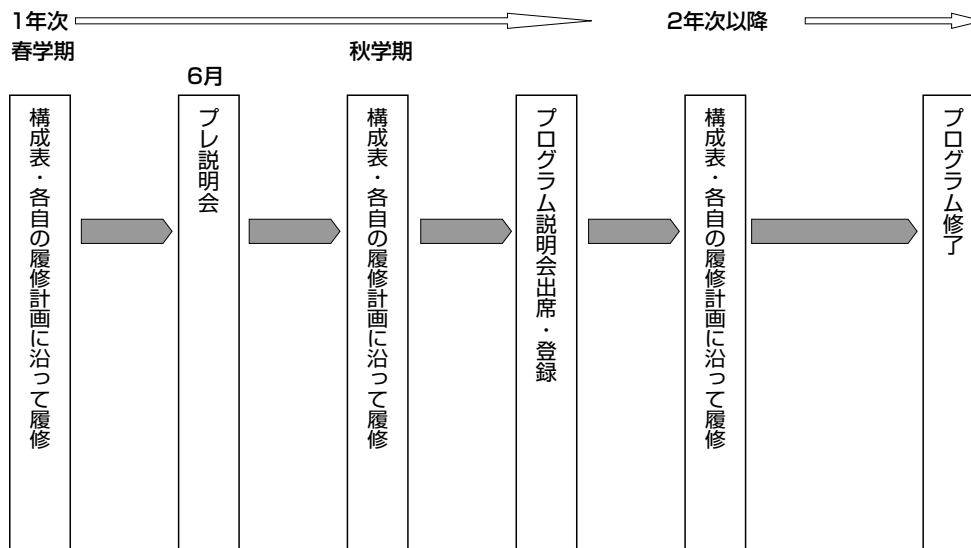 1年次
2年次以降
春学期
秋学期
6月
構成表・各自の履修計画に沿って履修
プレ説明会
構成表・各自の履修計画に沿って履修
プログラム説明会出席・登録
構成表・各自の履修計画に沿って履修
プログラム修了